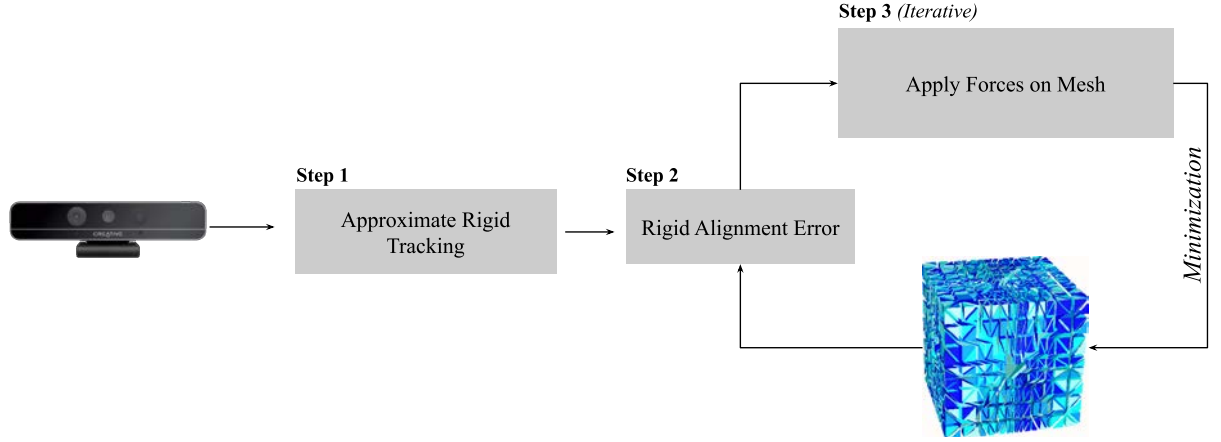 Step 3 (Iterative)
Apply Forces on Mesh
Step 1
Step 2
Approximate Rigid
Tracking
Rigid Alignment Error
Minimization
CREATIVE